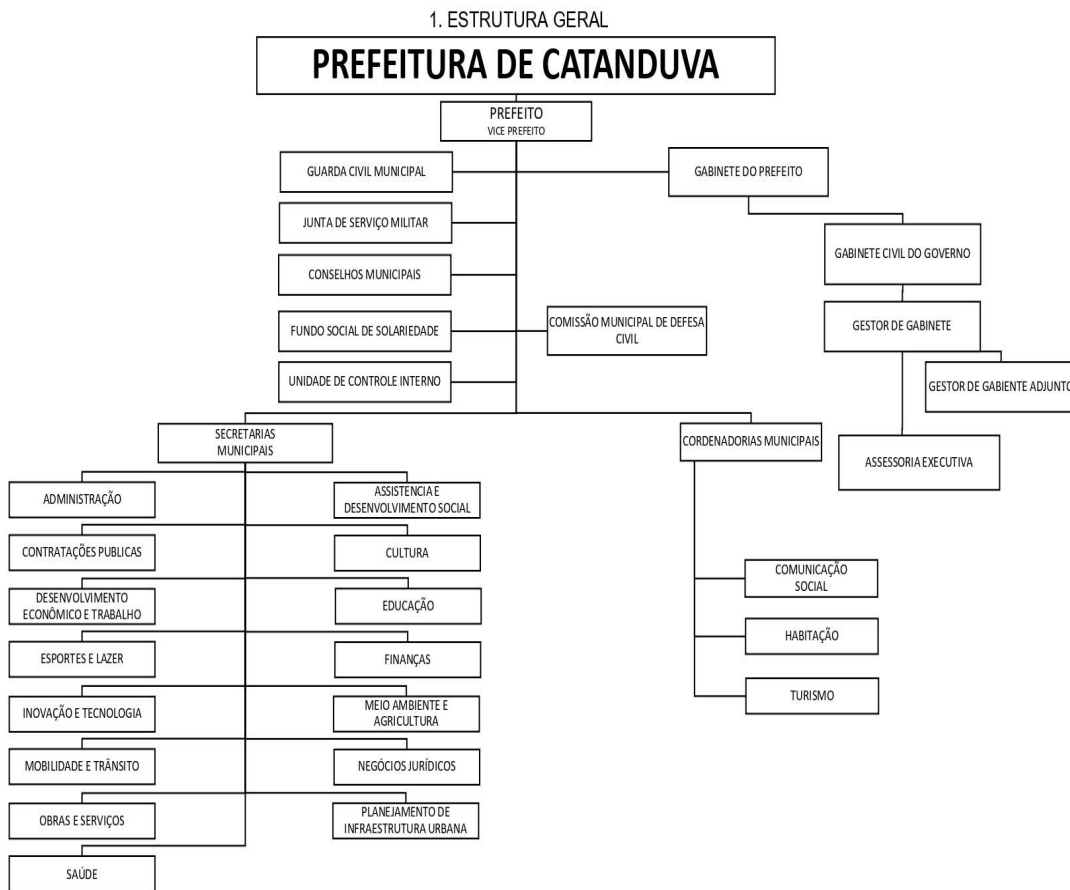 1. ESTRUTURA GERAL
PREFEITURA DE CATANDUVA
PREFEITO
VICE PREFEITO
GUARDA CIVIL MUNICIPAL
GABINETE DO PREFEITO
JUNTA DE SERVIÇO MILITAR
GABINETE CIVIL DO GOVERNO
CONSELHOS MUNICIPAIS
FUNDO SOCIAL DE SOLARIEDADE
COMISSÃO MUNICIPAL DE DEFESA
CIVIL
GESTOR DE GABINETE
UNIDADE DE CONTROLE INTERNO
GESTOR DE GABIENTE ADJUNTO
SECRETARIAS
MUNICIPAIS
CORDENADORIAS MUNICIPAIS
ASSESSORIA EXECUTIVA
ADMINISTRAÇÃO
ASSISTENCIA E
DESENVOLVIMENTO SOCIAL
CONTRATAÇÕES PUBLICAS
CULTURA
DESENVOLVIMENTO
ECONÔMICO E TRABALHO
EDUCAÇÃO
COMUNICAÇÃO
SOCIAL
ESPORTES E LAZER
FINANÇAS
HABITAÇÃO
INOVAÇÃO E TECNOLOGIA
MEIO AMBIENTE E
AGRICULTURA
TURISMO
MOBILIDADE E TRÂNSITO
NEGÓCIOS JURÍDICOS
OBRAS E SERVIÇOS
PLANEJAMENTO DE
INFRAESTRUTURA URBANA
SAÚDE